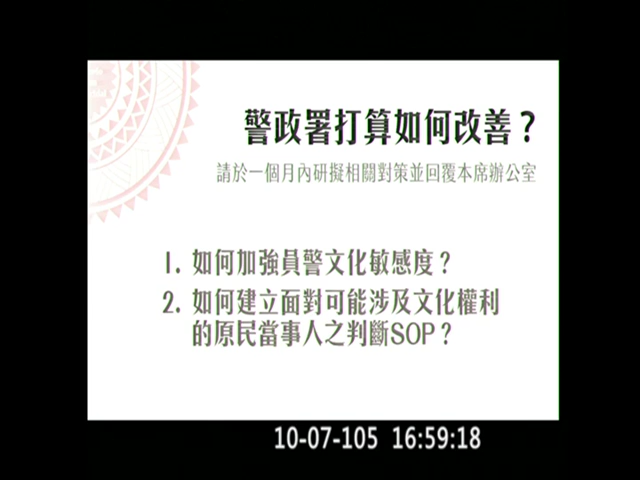 警政署打算如何改善？
請於一個月內研擬相關對策並回覆本席辦公室
1. 如何加強員警文化敏感度？
2. 如何建立面對可能涉及文化權利
的原民當事人之判斷SOP？
10-07-105 16:59:18